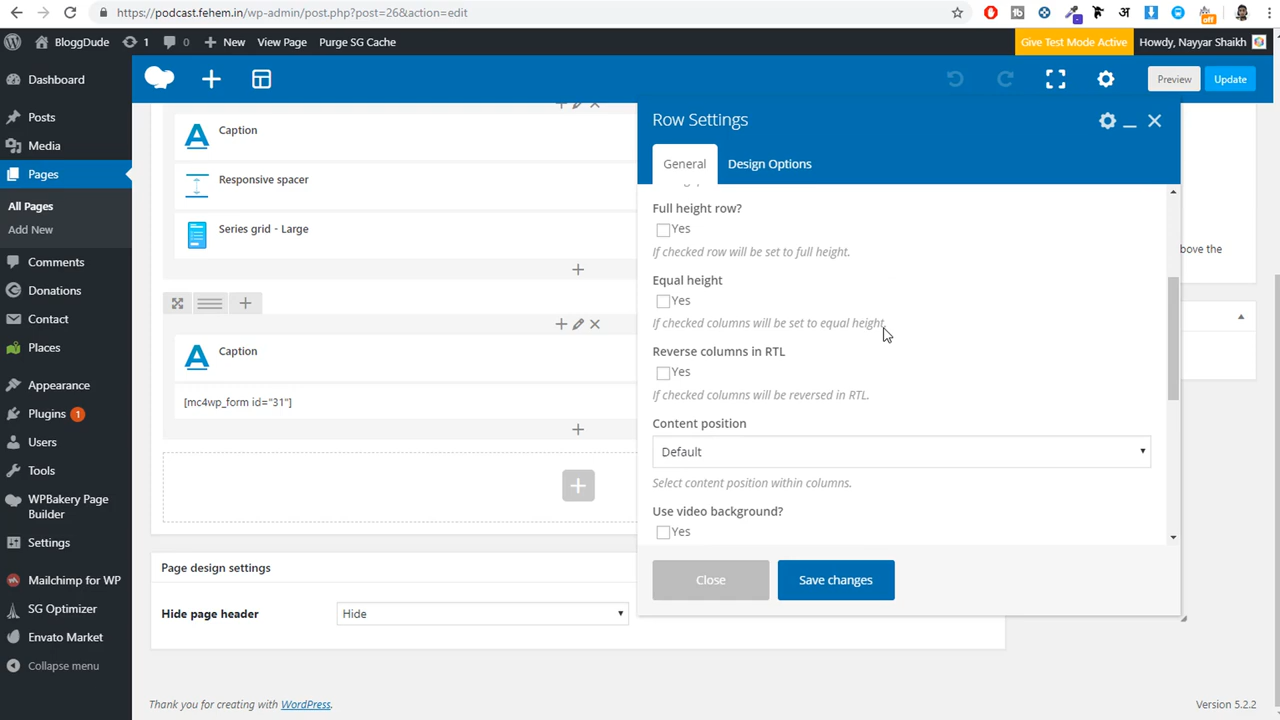 https://podcast.fehem.in/wp-admin/post.php?post=26&action=edit
off
BloggDude
1
0
New
View Page
Purge SG Cache
Give Test Mode Active
Howdy, Nayyar Shaikh
Dashboard
Posts
Media
Pages
All Pages
Add New
Comments
Donations
Contact
Places
Appearance
Plugins 1
Users
Tools
WPBakery Page
Builder
Settings
Mailchimp for WP
SG Optimizer
Envato Market
Collapse menu
Preview
Update
Caption
Responsive spacer
Series grid - Large
Caption
[mc4wp_form id="31"]
Row Settings
General
Design Options
Full height row?
Yes
If checked row will be set to full height.
Equal height
Yes
If checked columns will be set to equal height.
Reverse columns in RTL
Yes
If checked columns will be reversed in RTL.
Content position
Default
Select content position within columns.
Use video background?
Yes
Close
Save changes
above the
Page design settings
Hide page header
Hide
Thank you for creating with WordPress.
Version 5.2.2